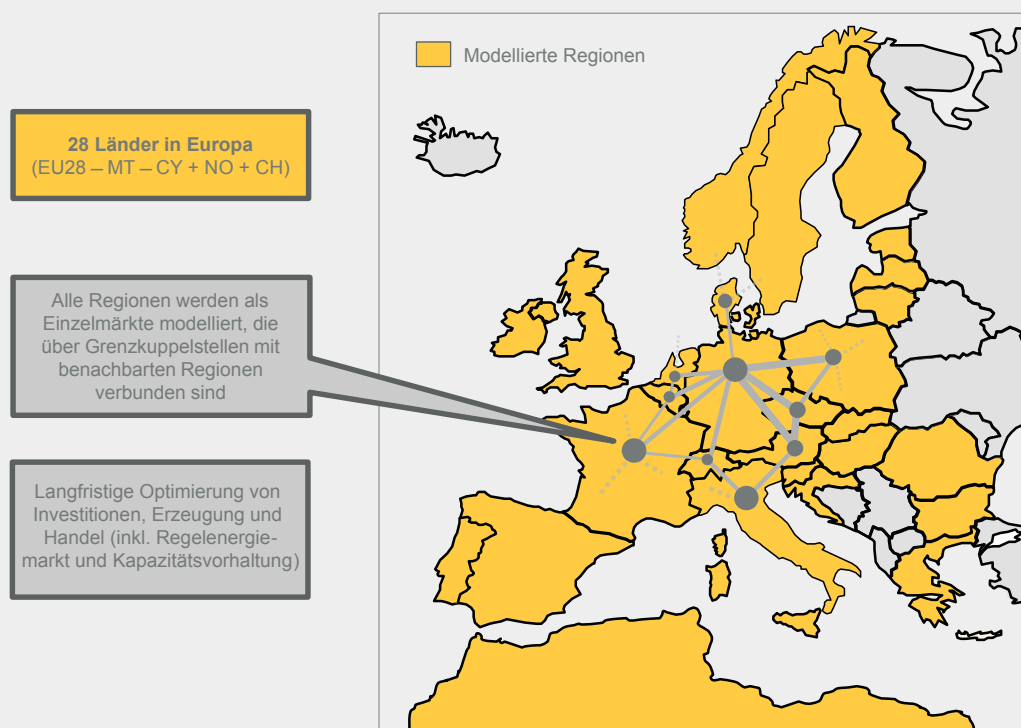 Modellierte Regionen
28 Länder in Europa
(EU28 – MT – CY + NO + CH)
Alle Regionen werden als
Einzelmärkte modelliert, die
über Grenzkuppelstellen mit
benachbarten Regionen
verbunden sind
Langfristige Optimierung von
Investitionen, Erzeugung und
Handel (inkl. Regelenergie-
markt und Kapazitätsvorhaltung)